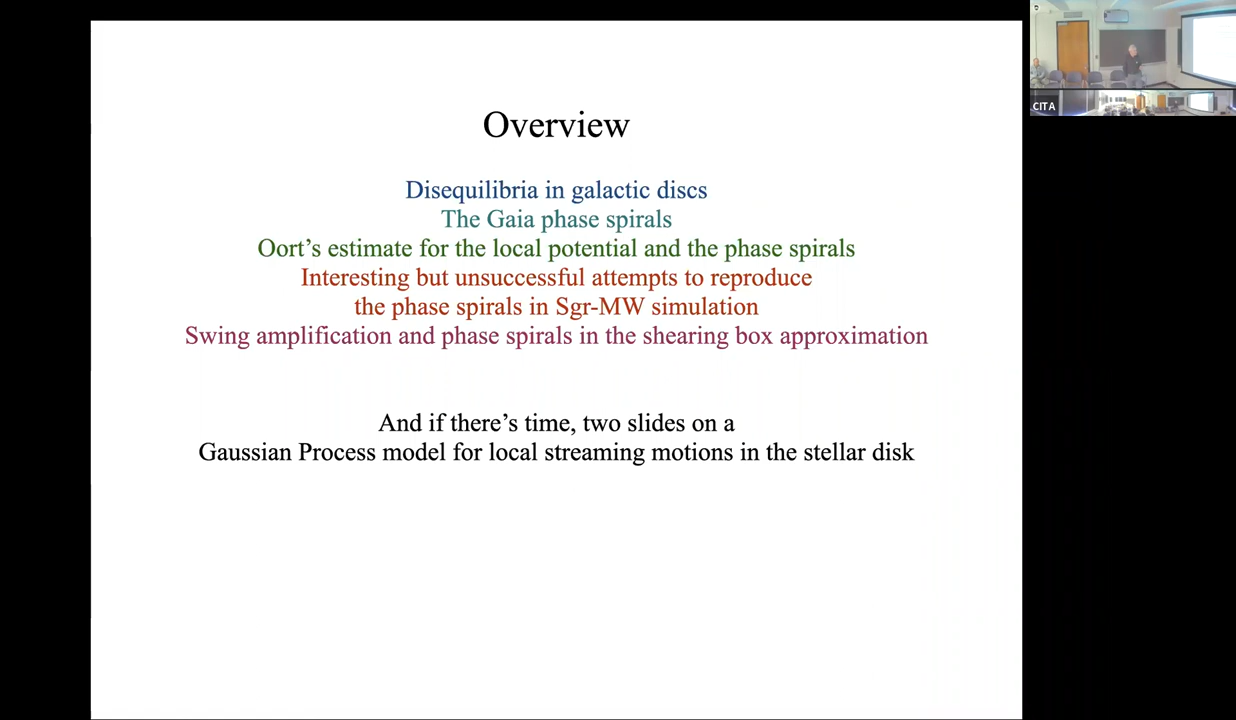 Overview
Disequilibria in galactic discs
The Gaia phase spirals
Oort’s estimate for the local potential and the phase spirals
Interesting but unsuccessful attempts to reproduce
the phase spirals in Sgr-MW simulation
Swing amplification and phase spirals in the shearing box approximation
And if there’s time, two slides on a
Gaussian Process model for local streaming motions in the stellar disk
CITA